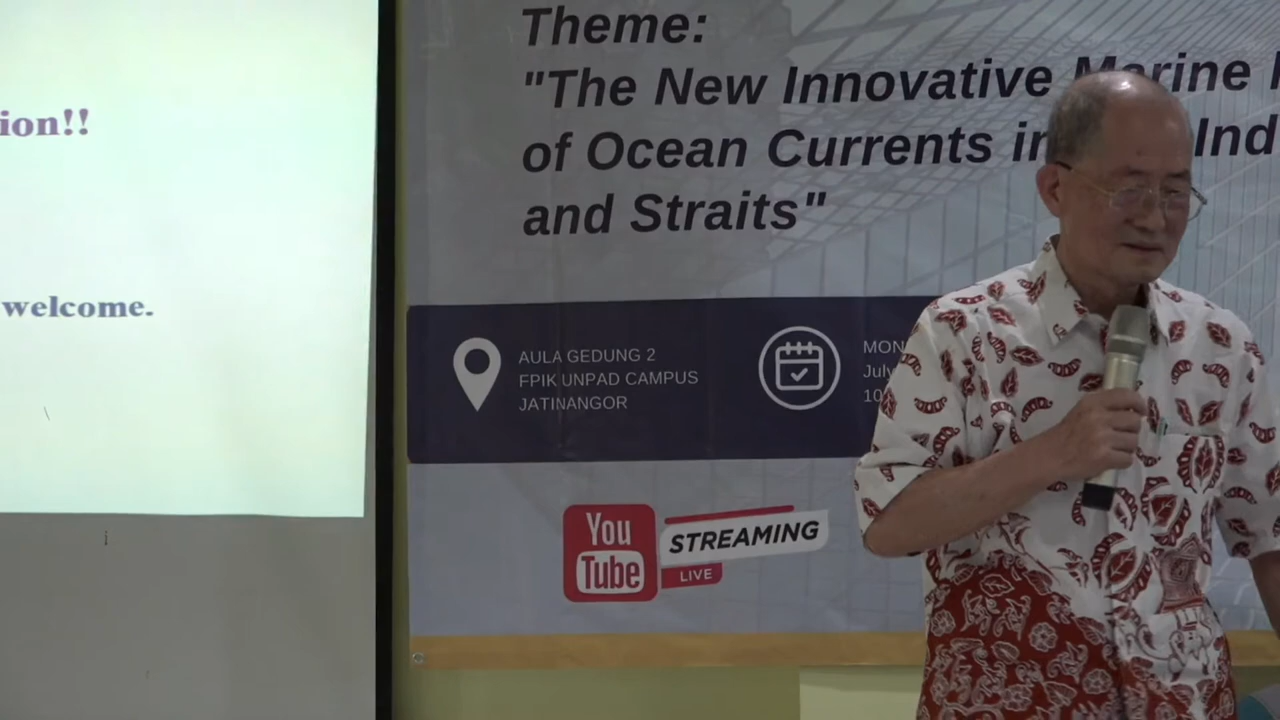 ion!!
welcome.
Theme:
"The New Innovative Marine
of Ocean Currents in Ind
and Straits"
AULA GEDUNG 2
FPIK UNPAD CAMPUS
JATINANGOR
MON
July
10
You
Tube
STREAMING
LIVE